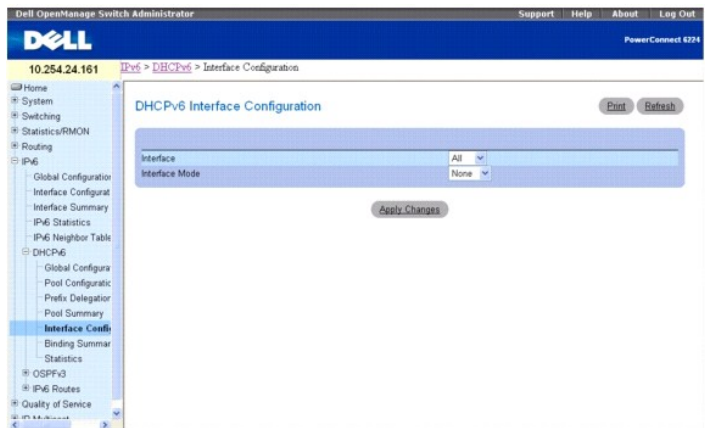 Dell OpenManage Switch Administrator
Support Help About Log Out
DELL
PowerConnect 6224
10.254.24.161
IPv6 > DHCPv6 > Interface Configuration
Home
System
Switching
Statistics/RMON
Routing
IPv6
Global Configuration
Interface Configurat
Interface Summary
IPv6 Statistics
IPv6 Neighbor Table
DHCPv6
Global Configura
Pool Configuratic
Prefix Delegation
Pool Summary
Interface Config
Binding Summar
Statistics
OSPFv3
IPv6 Routes
Quality of Service
IP Multicast
DHCPv6 Interface Configuration
Print Refresh
Interface All
Interface Mode None
Apply Changes